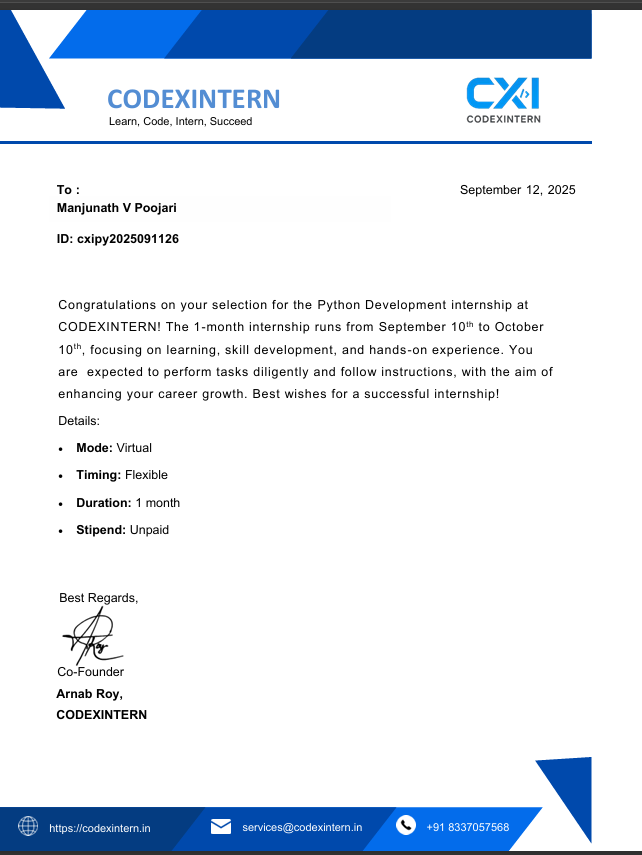 CODEXINTERN
Learn, Code, Intern, Succeed
CXI
</>
CODEXINTERN
To :
September 12, 2025
Manjunath V Poojari
ID: cxipy2025091126
Congratulations on your selection for the Python Development internship at
CODEXINTERN! The 1-month internship runs from September 10th to October
10th, focusing on learning, skill development, and hands-on experience. You
are expected to perform tasks diligently and follow instructions, with the aim of
enhancing your career growth. Best wishes for a successful internship!
Details:
• Mode: Virtual
• Timing: Flexible
• Duration: 1 month
• Stipend: Unpaid
Best Regards,
Co-Founder
Arnab Roy,
CODEXINTERN
https://codexintern.in
services@codexintern.in
+91 8337057568